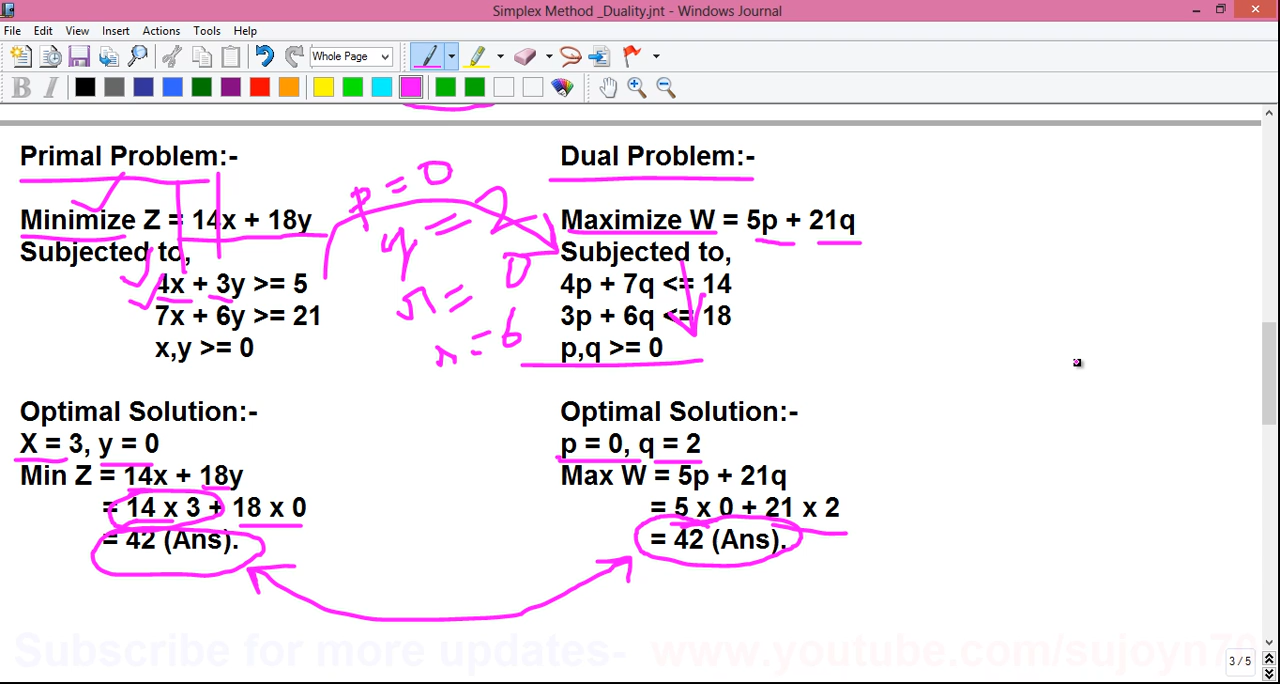 Simplex Method _Duality.jnt - Windows Journal
File Edit View Insert Actions Tools Help
Whole Page
B I
Primal Problem:-
Minimize Z = 14x + 18y
Subjected to,
4x + 3y >= 5
7x + 6y >= 21
x,y >= 0
p = 0
q = 2
= 0
= 6
Dual Problem:-
Maximize W = 5p + 21q
Subjected to,
4p + 7q <= 14
3p + 6q <= 18
p,q >= 0
Optimal Solution:-
X = 3, y = 0
Min Z = 14x + 18y
= 14 x 3 + 18 x 0
= 42 (Ans).
Optimal Solution:-
p = 0, q = 2
Max W = 5p + 21q
= 5 x 0 + 21 x 2
= 42 (Ans).
Subscribe for more updates- www.youtube.com/sujoyn70
3 / 5